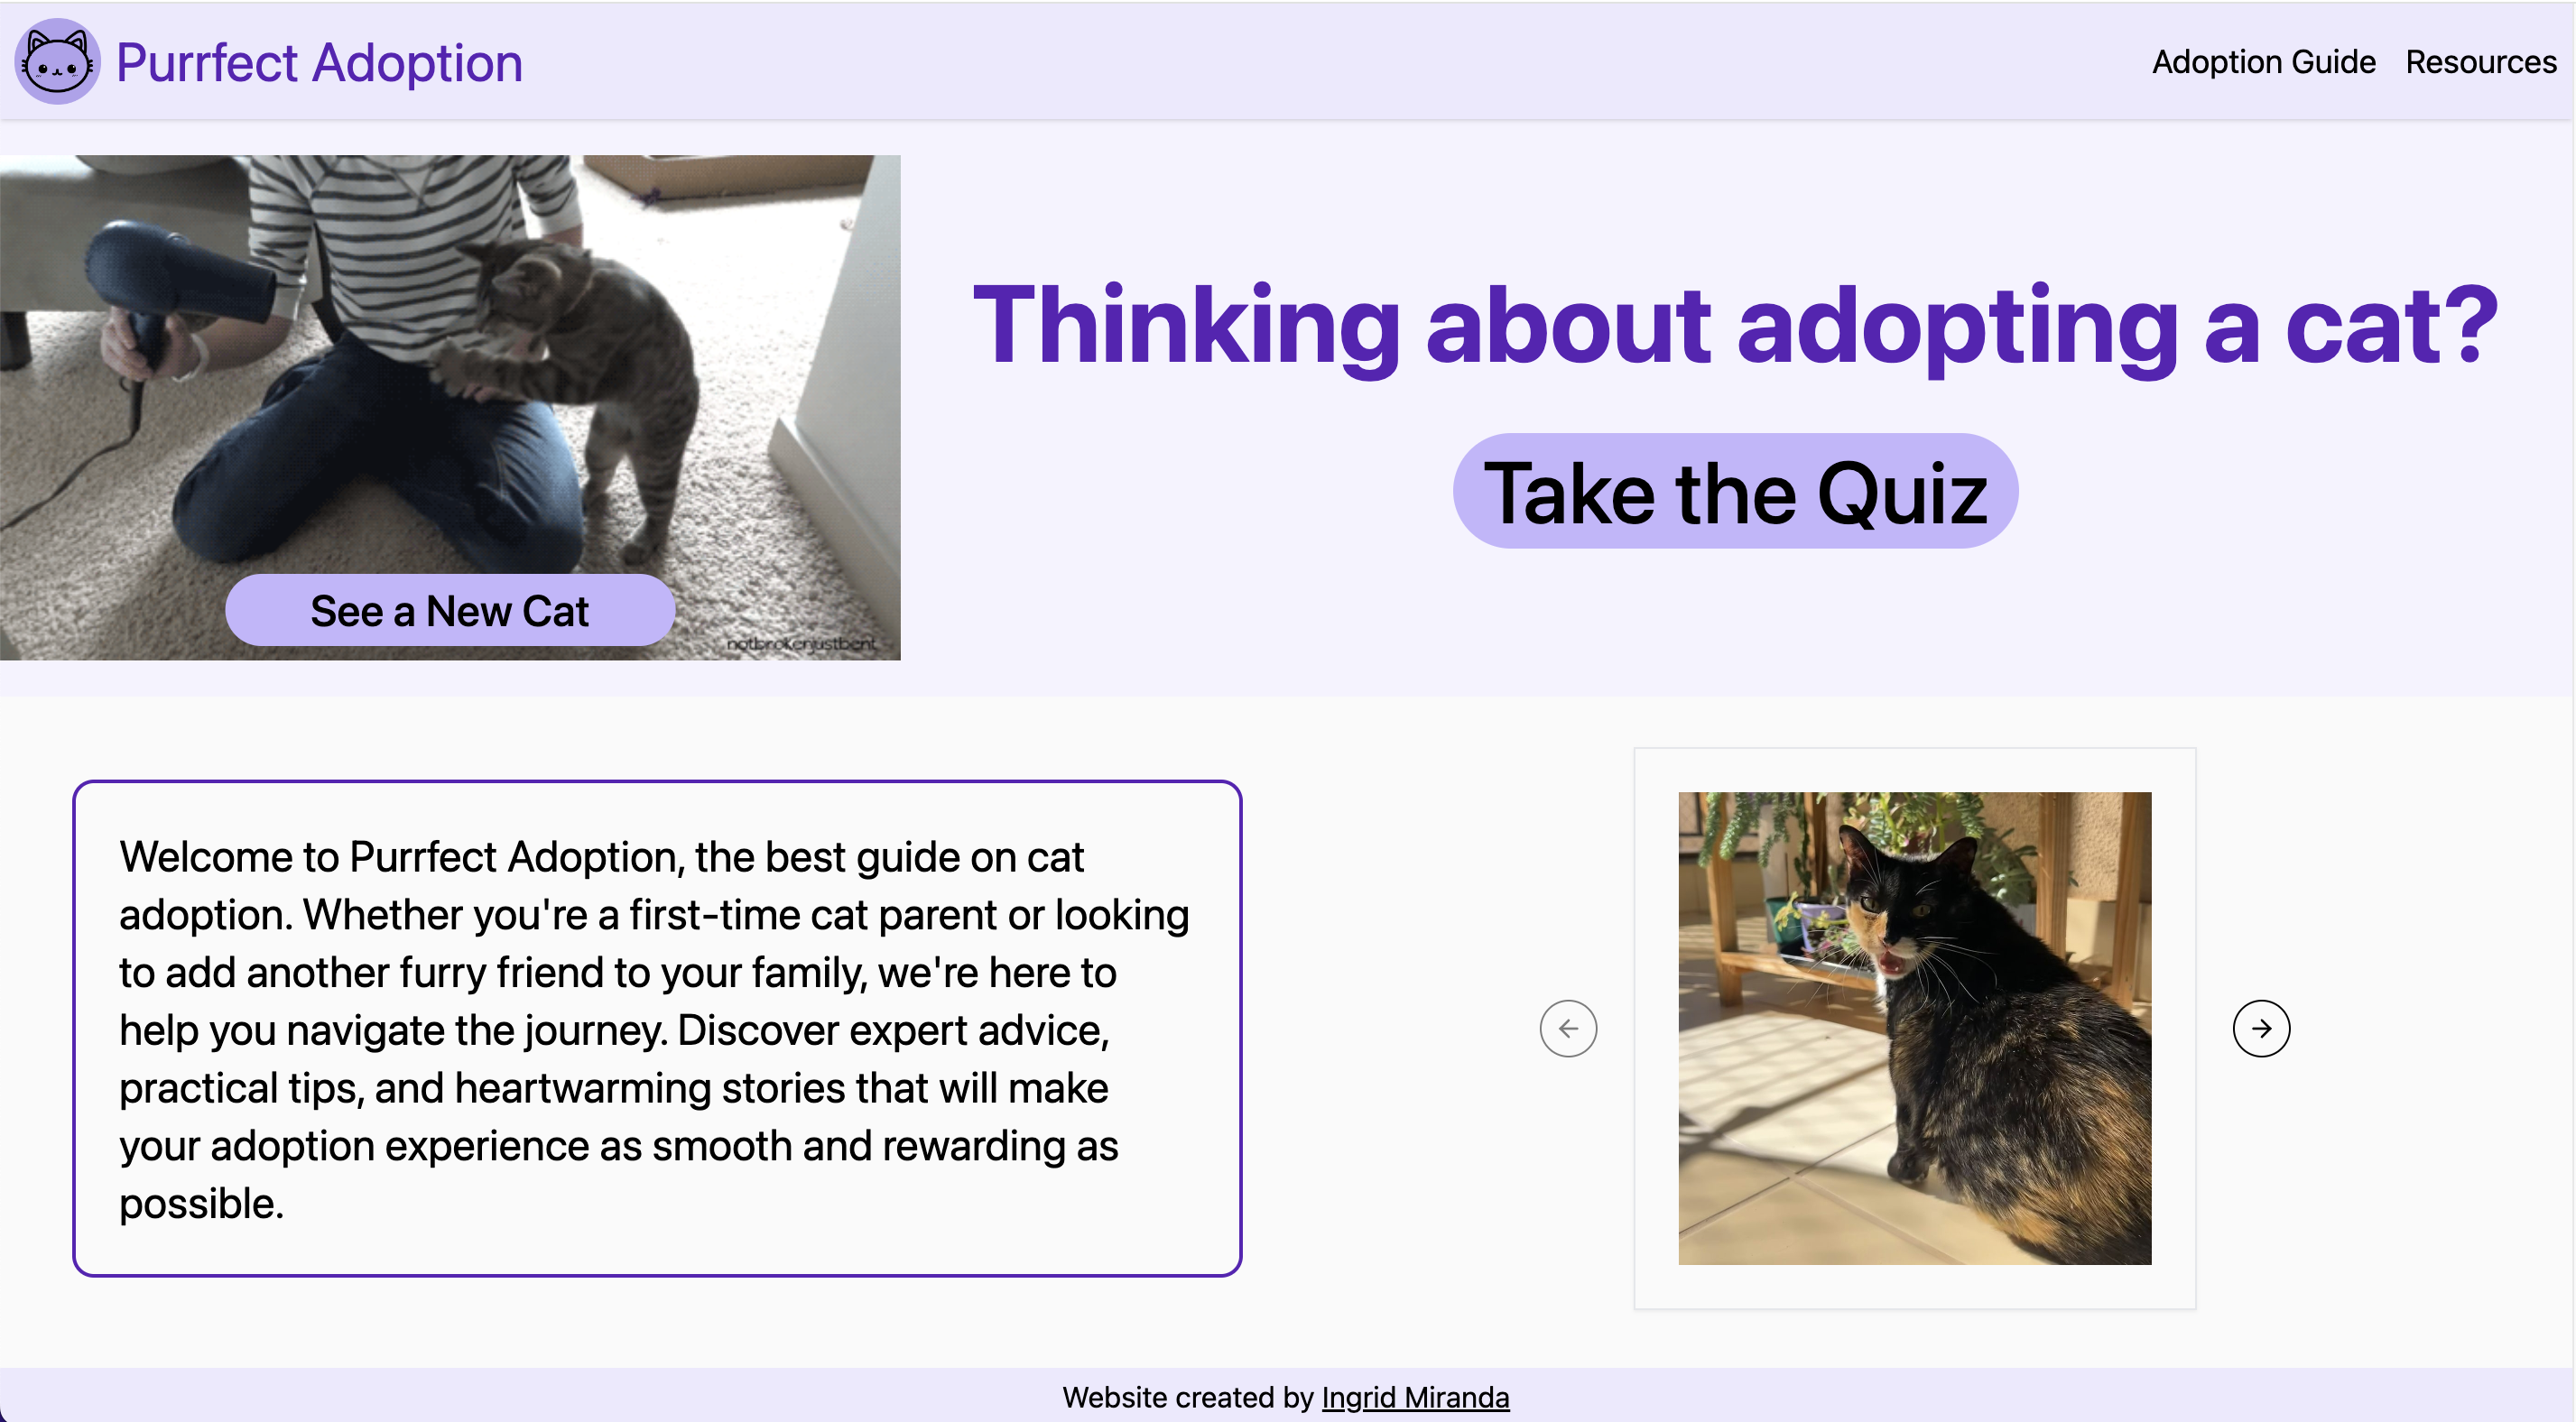 Purrfect Adoption
Adoption Guide
Resources
Thinking about adopting a cat?
Take the Quiz
See a New Cat
notbrokenjustbent
Welcome to Purrfect Adoption, the best guide on cat
adoption. Whether you're a first-time cat parent or looking
to add another furry friend to your family, we're here to
help you navigate the journey. Discover expert advice,
practical tips, and heartwarming stories that will make
your adoption experience as smooth and rewarding as
possible.
Website created by Ingrid Miranda